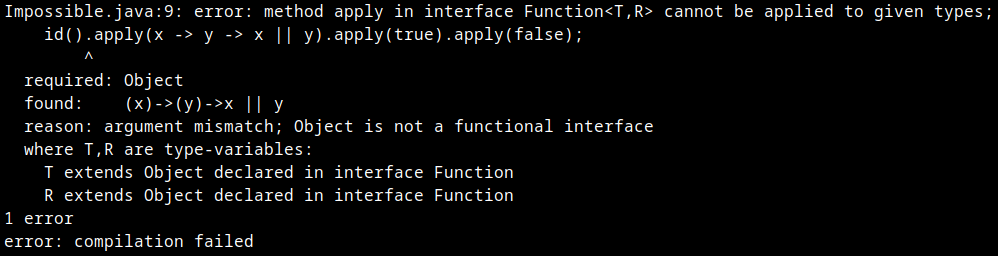 Impossible.java:9: error: method apply in interface Function<T,R> cannot be applied to given types;
    id().apply(x -> y -> x || y).apply(true).apply(false);
        ^
  required: Object
  found:    (x)->(y)->x || y
  reason: argument mismatch; Object is not a functional interface
  where T,R are type-variables:
    T extends Object declared in interface Function
    R extends Object declared in interface Function
1 error
error: compilation failed